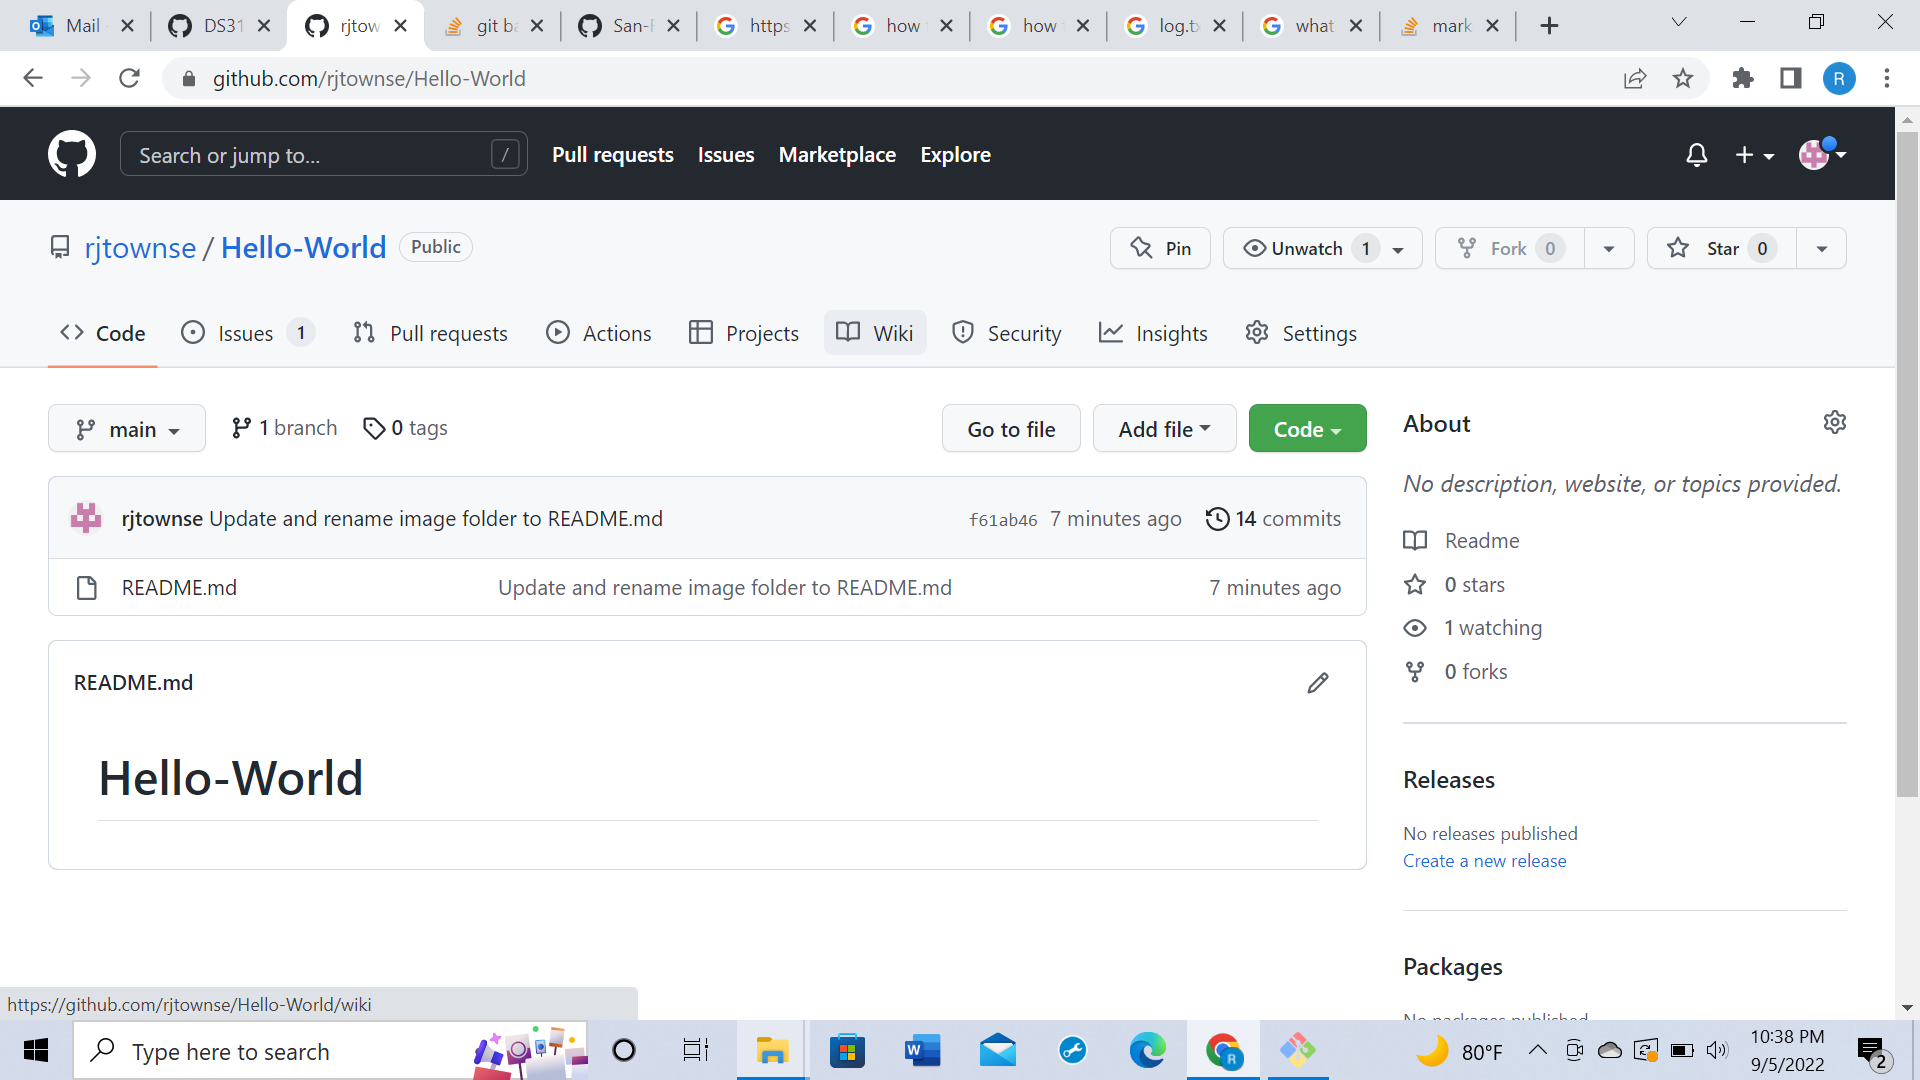 Mail
DS31
rjtow
git ba
San-F
https
how
how
log.tx
what
mark
github.com/rjtownse/Hello-World
R
Search or jump to...
/
Pull requests
Issues
Marketplace
Explore
rjtownse / Hello-World
Public
Pin
Unwatch 1
Fork 0
Star 0
Code
Issues 1
Pull requests
Actions
Projects
Wiki
Security
Insights
Settings
main
1 branch
0 tags
Go to file
Add file
Code
About
No description, website, or topics provided.
rjtownse Update and rename image folder to README.md
f61ab46 7 minutes ago
14 commits
README.md
Update and rename image folder to README.md
7 minutes ago
Readme
0 stars
1 watching
0 forks
README.md
Hello-World
Releases
No releases published
Create a new release
Packages
No packages published
https://github.com/rjtownse/Hello-World/wiki
Type here to search
80°F
10:38 PM
9/5/2022
2